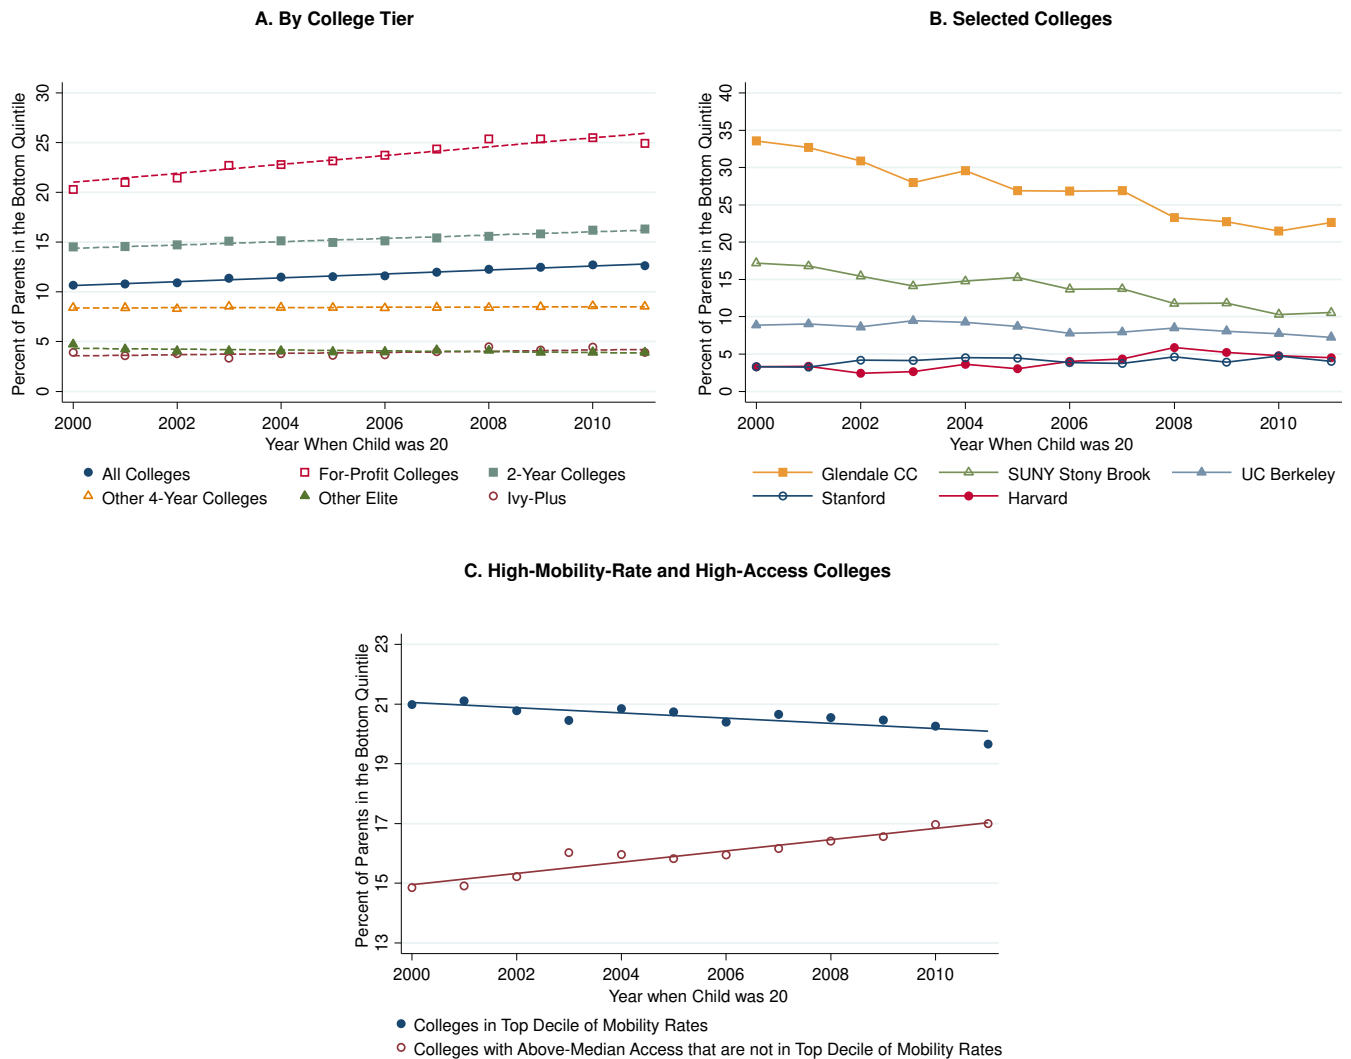 A. By College Tier
Percent of Parents in the Bottom Quintile
30
25
20
15
10
5
0
2000 2002 2004 2006 2008 2010
Year When Child was 20
All Colleges For-Profit Colleges 2-Year Colleges
Other 4-Year Colleges Other Elite Ivy-Plus
B. Selected Colleges
Percent of Parents in the Bottom Quintile
40
35
30
25
20
15
10
5
0
2000 2002 2004 2006 2008 2010
Year When Child was 20
Glendale CC SUNY Stony Brook UC Berkeley
Stanford Harvard
C. High-Mobility-Rate and High-Access Colleges
Percent of Parents in the Bottom Quintile
23
21
19
17
15
13
2000 2002 2004 2006 2008 2010
Year when Child was 20
Colleges in Top Decile of Mobility Rates
Colleges with Above-Median Access that are not in Top Decile of Mobility Rates